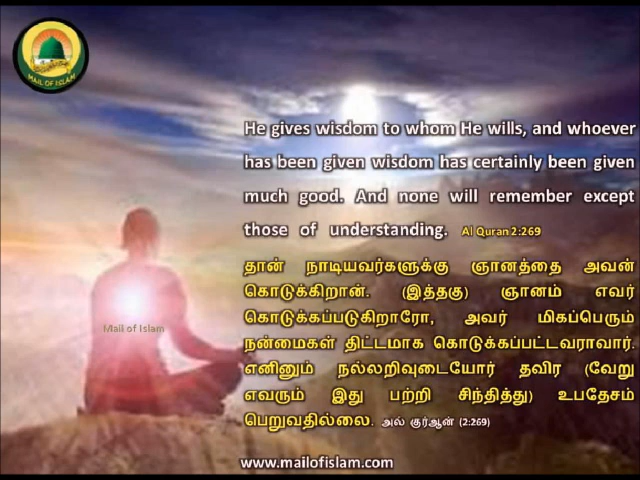 MAIL OF ISLAM
He gives wisdom to whom He wills, and whoever
has been given wisdom has certainly been given
much good. And none will remember except
those of understanding. Al Quran 2:269
தான் நாடியவர்களுக்கு ஞானத்தை அவன்
கொடுக்கிறான். (இத்தகு) ஞானம் எவர்
கொடுக்கப்படுகிறாரோ, அவர் மிகப்பெரும்
நன்மைகள் திட்டமாக கொடுக்கப்பட்டவராவார்.
எனினும் நல்லறிவுடையோர் தவிர (வேறு
எவரும் இது பற்றி சிந்தித்து) உபதேசம்
பெறுவதில்லை. அல் குர்ஆன் (2:269)
Mail of Islam
www.mailofislam.com